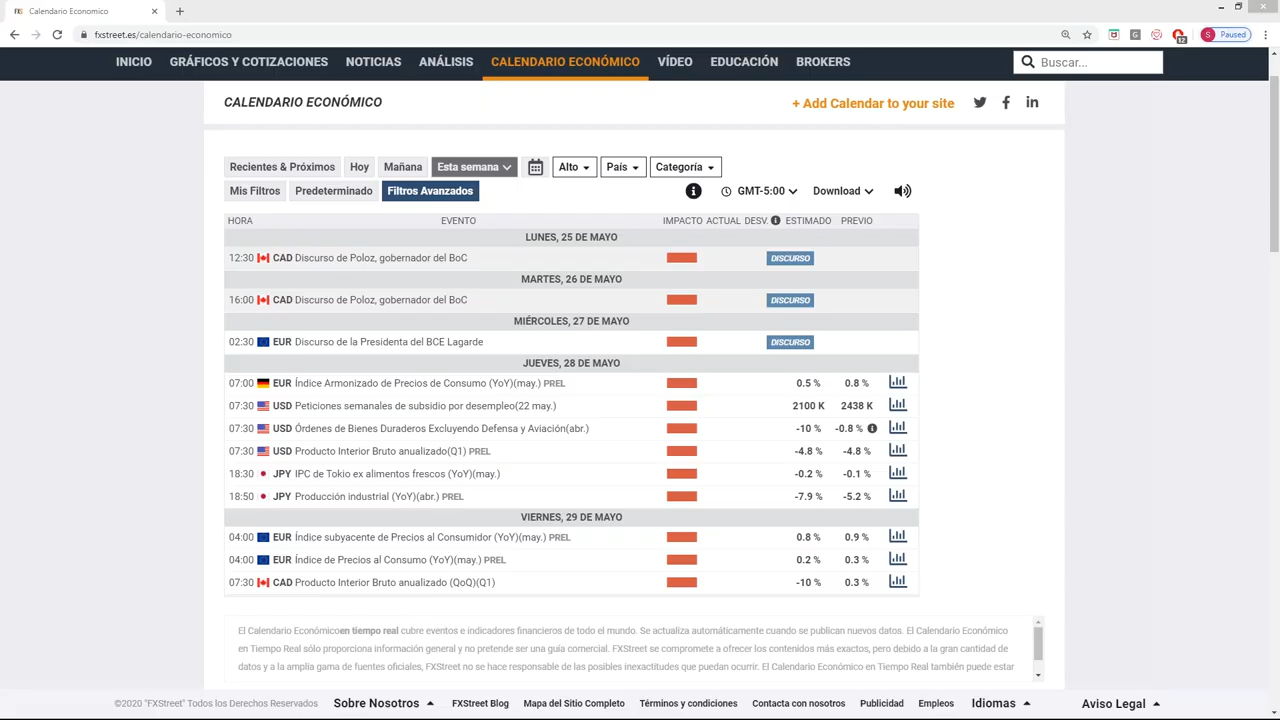 FXS Calendario Economico
fxstreet.es/calendario-economico
12 S Paused
INICIO GRÁFICOS Y COTIZACIONES NOTICIAS ANÁLISIS CALENDARIO ECONÓMICO VÍDEO EDUCACIÓN BROKERS Buscar...
CALENDARIO ECONÓMICO + Add Calendar to your site
Recientes & Próximos Hoy Mañana Esta semana Alto País Categoría
Mis Filtros Predeterminado Filtros Avanzados GMT-5:00 Download
HORA EVENTO IMPACTO ACTUAL DESV. ESTIMADO PREVIO
LUNES, 25 DE MAYO
12:30 CAD Discurso de Poloz, gobernador del BoC DISCURSO
MARTES, 26 DE MAYO
16:00 CAD Discurso de Poloz, gobernador del BoC DISCURSO
MIÉRCOLES, 27 DE MAYO
02:30 EUR Discurso de la Presidenta del BCE Lagarde DISCURSO
JUEVES, 28 DE MAYO
07:00 EUR Índice Armonizado de Precios de Consumo (YoY)(may.) PREL 0.5 % 0.8 %
07:30 USD Peticiones semanales de subsidio por desempleo(22 may.) 2100 K 2438 K
07:30 USD Órdenes de Bienes Duraderos Excluyendo Defensa y Aviación(abr.) -10 % -0.8 %
07:30 USD Producto Interior Bruto anualizado(Q1) PREL -4.8 % -4.8 %
18:30 JPY IPC de Tokio ex alimentos frescos (YoY)(may.) -0.2 % -0.1 %
18:50 JPY Producción industrial (YoY)(abr.) PREL -7.9 % -5.2 %
VIERNES, 29 DE MAYO
04:00 EUR Índice subyacente de Precios al Consumidor (YoY)(may.) PREL 0.8 % 0.9 %
04:00 EUR Índice de Precios al Consumo (YoY)(may.) PREL 0.2 % 0.3 %
07:30 CAD Producto Interior Bruto anualizado (QoQ)(Q1) -10 % 0.3 %
El Calendario Económicoen tiempo real cubre eventos e indicadores financieros de todo el mundo. Se actualiza automáticamente cuando se publican nuevos datos. El Calendario Económico
en Tiempo Real sólo proporciona información general y no pretende ser una guía comercial. FXStreet se compromete a ofrecer los contenidos más exactos, pero debido a la gran cantidad de
datos y a la amplia gama de fuentes oficiales, FXStreet no se hace responsable de las posibles inexactitudes que puedan ocurrir. El Calendario Económico en Tiempo Real también puede estar
©2020 "FXStreet" Todos los Derechos Reservados Sobre Nosotros FXStreet Blog Mapa del Sitio Completo Términos y condiciones Contacta con nosotros Publicidad Empleos Idiomas Aviso Legal